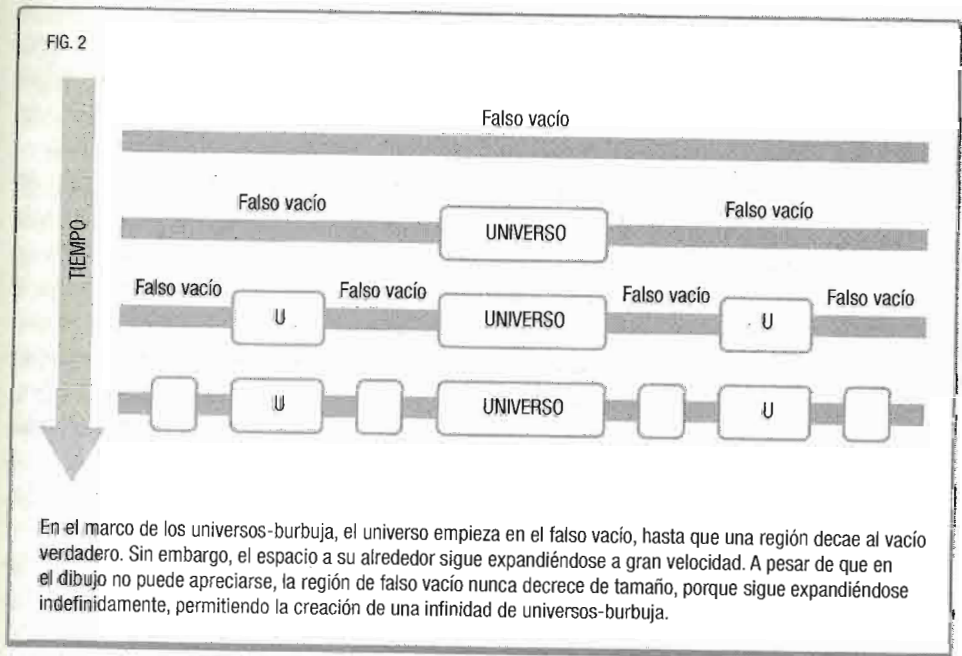 FIG. 2
Falso vacío
Falso vacío
Falso vacío
UNIVERSO
TIEMPO
Falso vacío
Falso vacío
Falso vacío
Falso vacío
U
UNIVERSO
U
U
UNIVERSO
U
En el marco de los universos-burbuja, el universo empieza en el falso vacío, hasta que una región decae al vacío
verdadero. Sin embargo, el espacio a su alrededor sigue expandiéndose a gran velocidad. A pesar de que en
el dibujo no puede apreciarse, la región de falso vacío nunca decrece de tamaño, porque sigue expandiéndose
indefinidamente, permitiendo la creación de una infinidad de universos-burbuja.